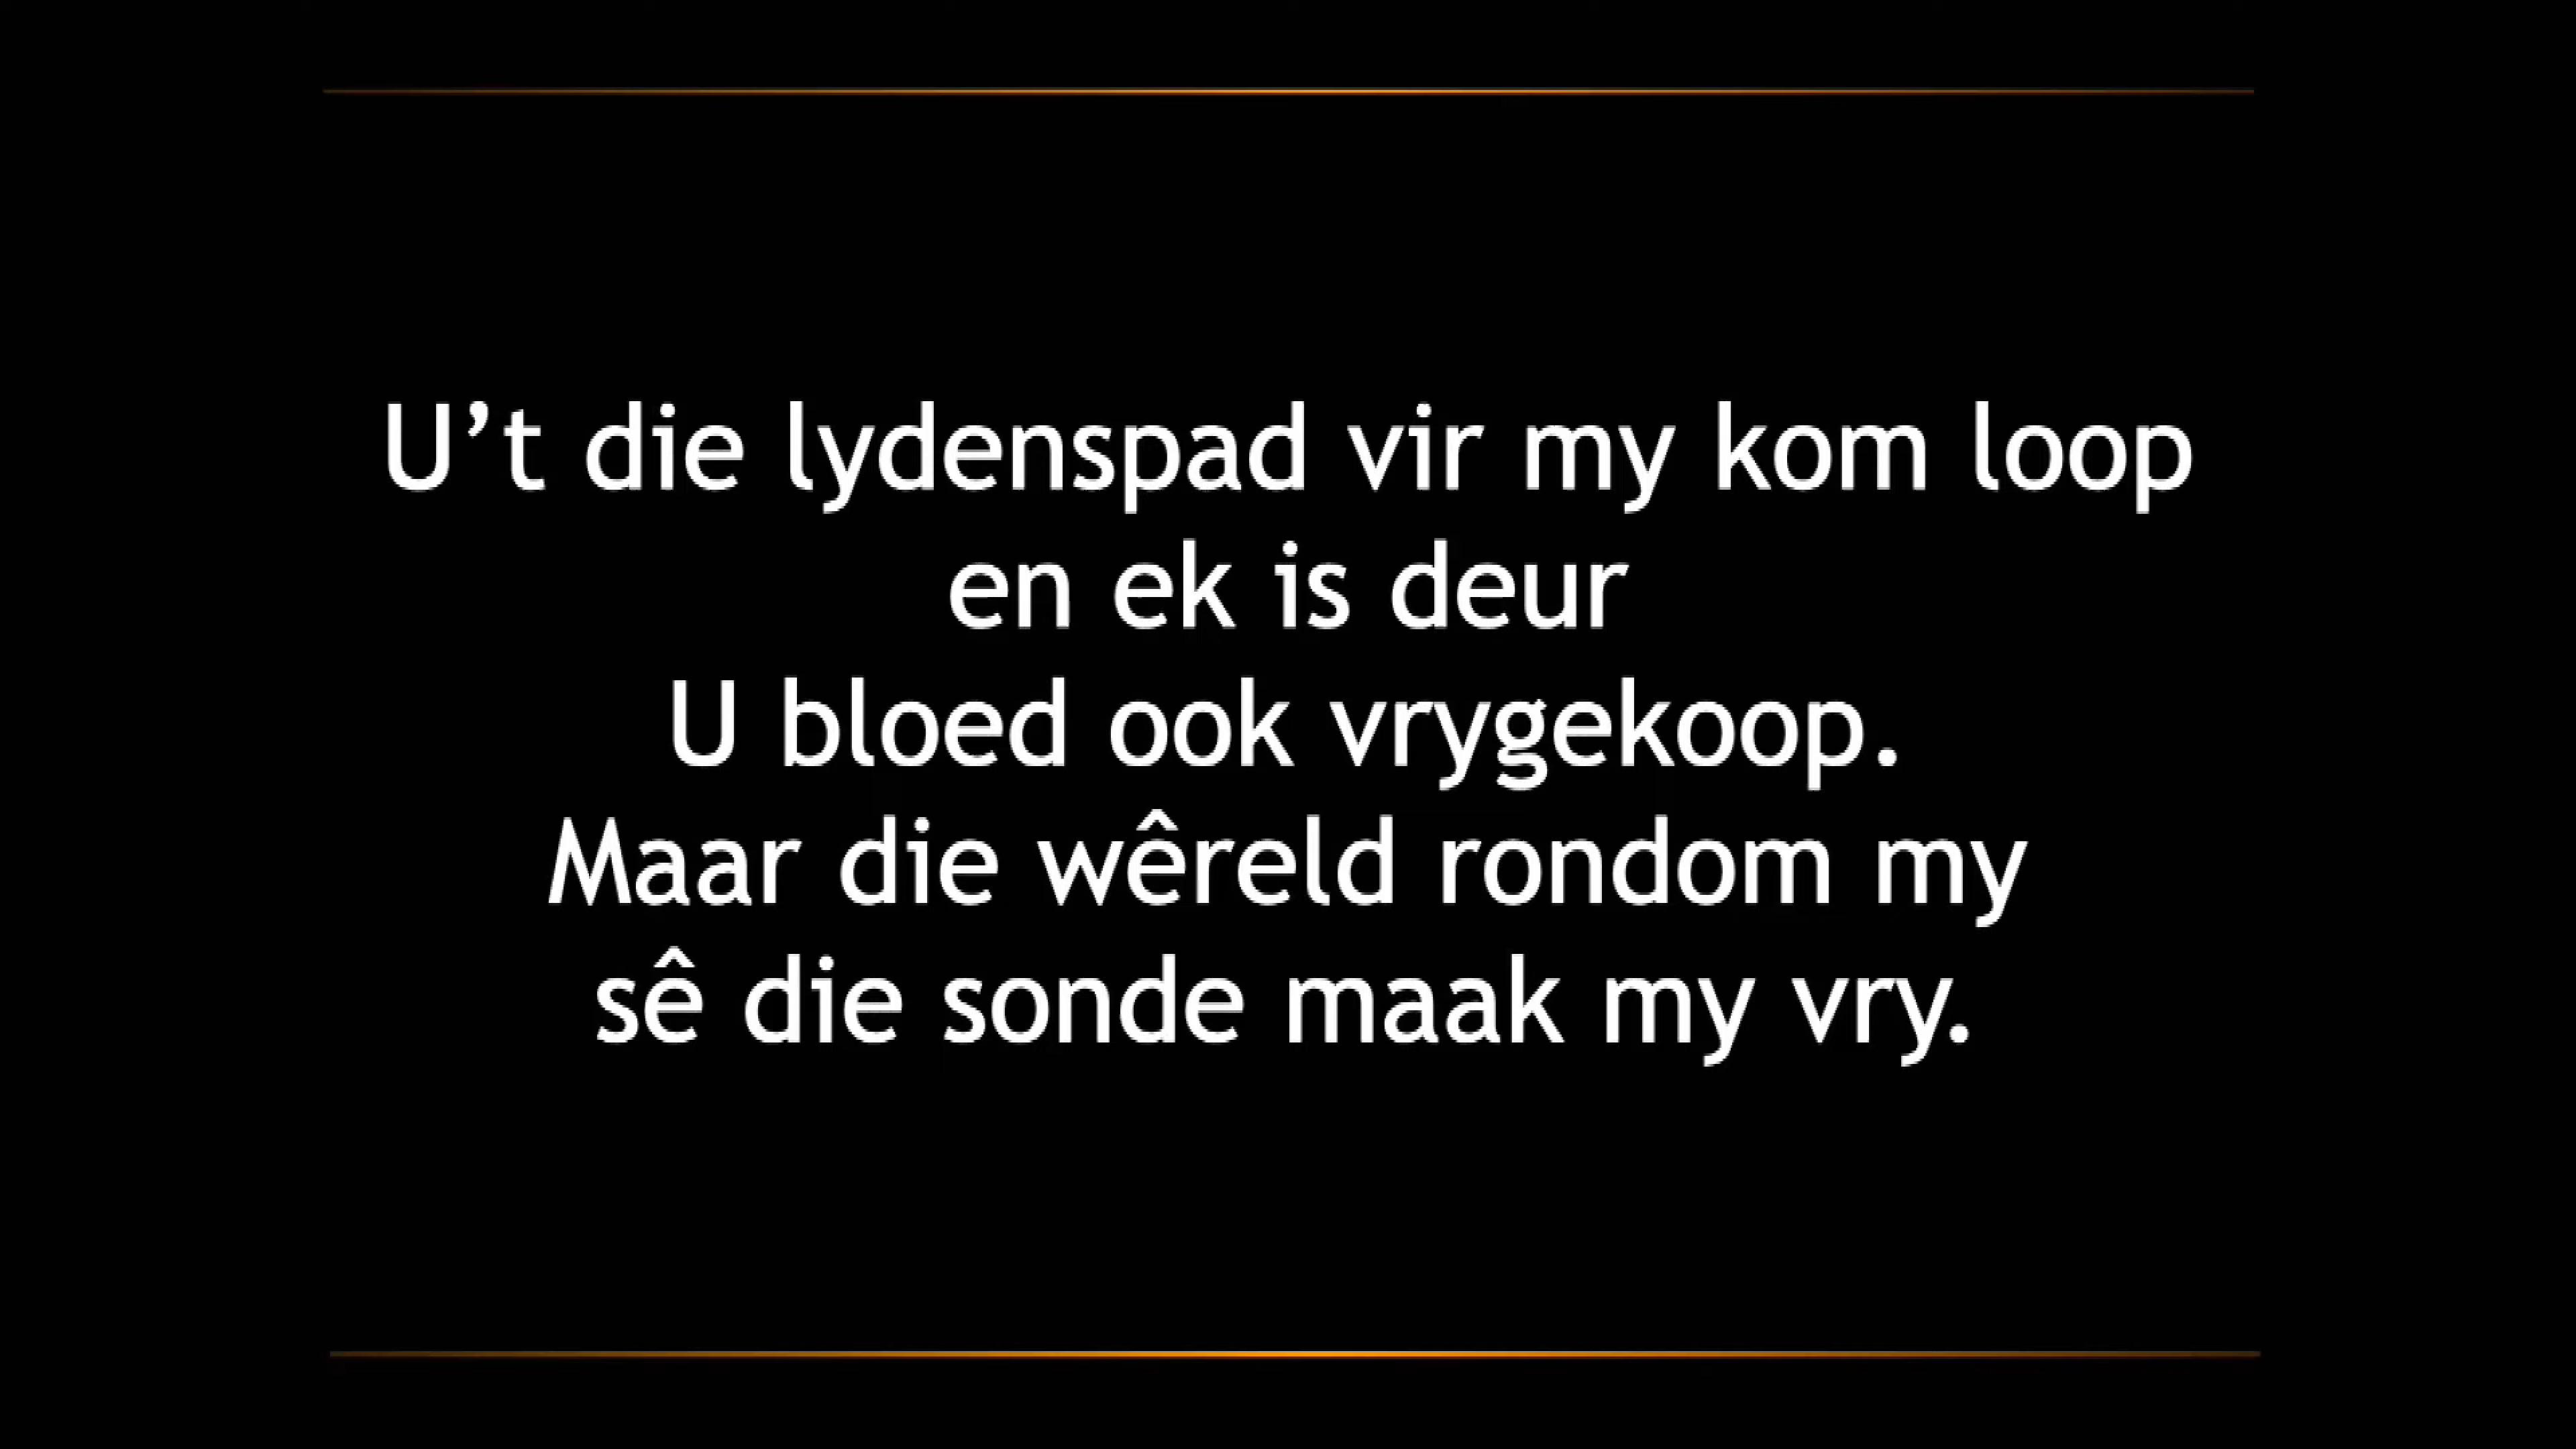 U’t die lydenspad vir my kom loop
en ek is deur
U bloed ook vrygekoop.
Maar die wêreld rondom my
sê die sonde maak my vry.